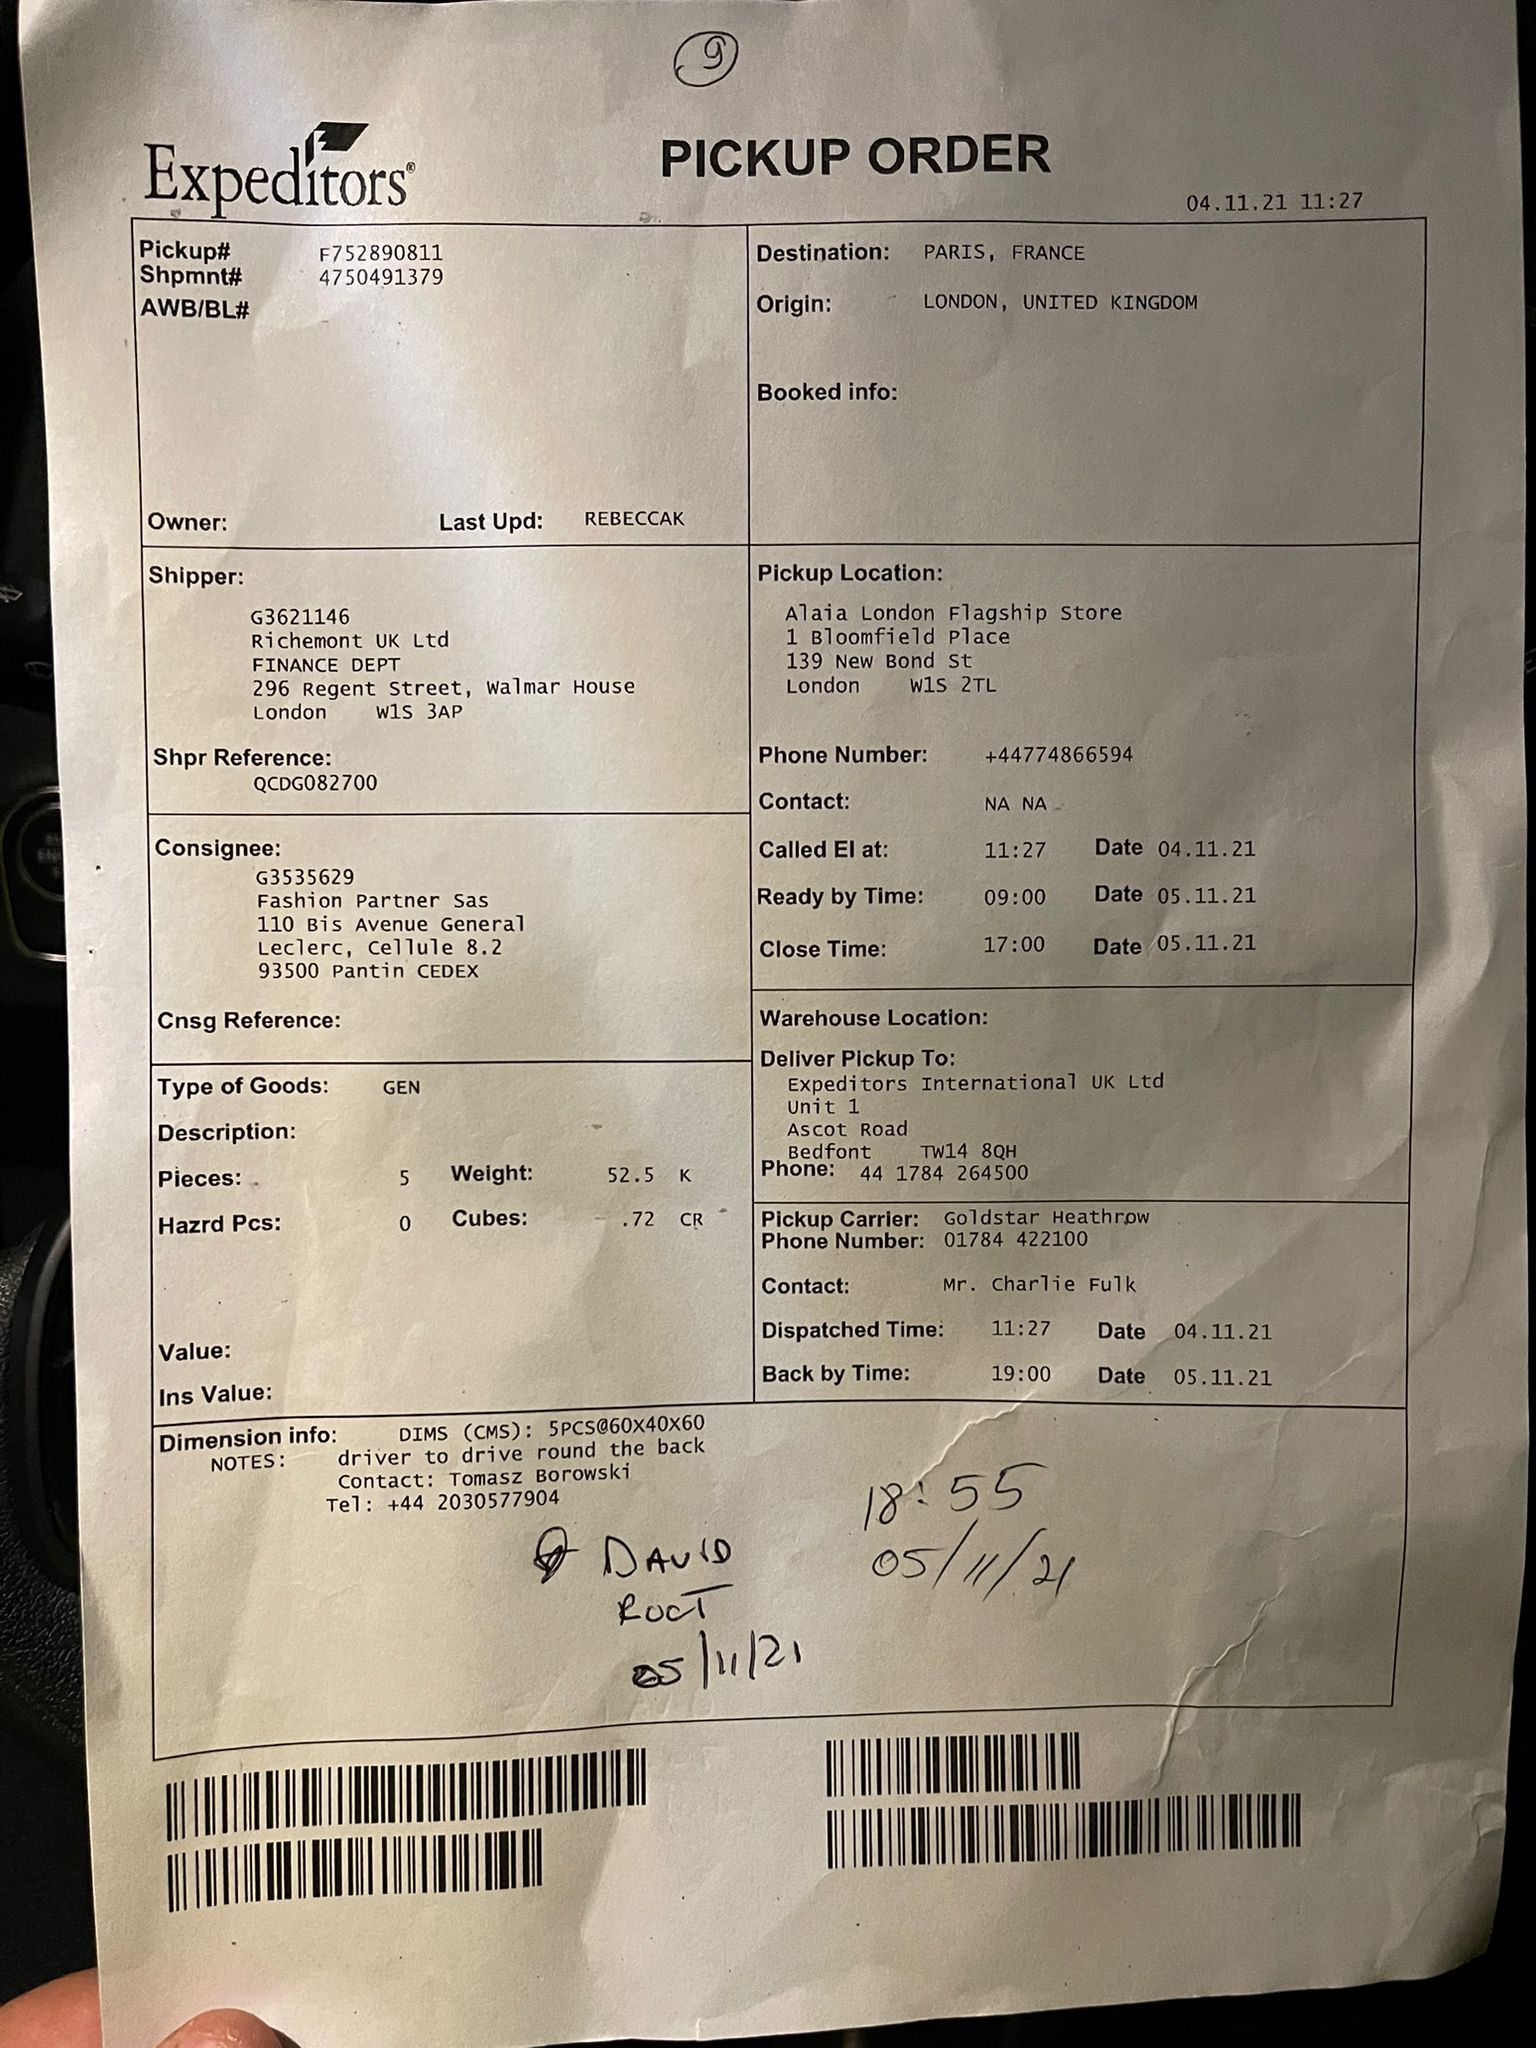 9
Expeditors®
PICKUP ORDER
04.11.21 11:27
Pickup# F752890811
Shpmnt# 4750491379
AWB/BL#
Owner: Last Upd: REBECCAK
Destination: PARIS, FRANCE
Origin: LONDON, UNITED KINGDOM
Booked info:
Shipper:
G3621146
Richemont UK Ltd
FINANCE DEPT
296 Regent Street, Walmar House
London W1S 3AP
Shpr Reference:
QCDG082700
Pickup Location:
Alaia London Flagship Store
1 Bloomfield Place
139 New Bond St
London W1S 2TL
Phone Number: +44774866594
Contact: NA NA
Called EI at: 11:27 Date 04.11.21
Ready by Time: 09:00 Date 05.11.21
Close Time: 17:00 Date 05.11.21
Consignee:
G3535629
Fashion Partner Sas
110 Bis Avenue General
Leclerc, Cellule 8.2
93500 Pantin CEDEX
Cnsg Reference:
Warehouse Location:
Deliver Pickup To:
Expeditors International UK Ltd
Unit 1
Ascot Road
Bedfont TW14 8QH
Phone: 44 1784 264500
Type of Goods: GEN
Description:
Pieces: 5 Weight: 52.5 K
Hazrd Pcs: 0 Cubes: .72 CR
Value:
Ins Value:
Pickup Carrier: Goldstar Heathrow
Phone Number: 01784 422100
Contact: Mr. Charlie Fulk
Dispatched Time: 11:27 Date 04.11.21
Back by Time: 19:00 Date 05.11.21
Dimension info: DIMS (CMS): 5PCS@60X40X60
NOTES: driver to drive round the back
Contact: Tomasz Borowski
Tel: +44 2030577904
18:55
05/11/21
DAVID
05/11/21